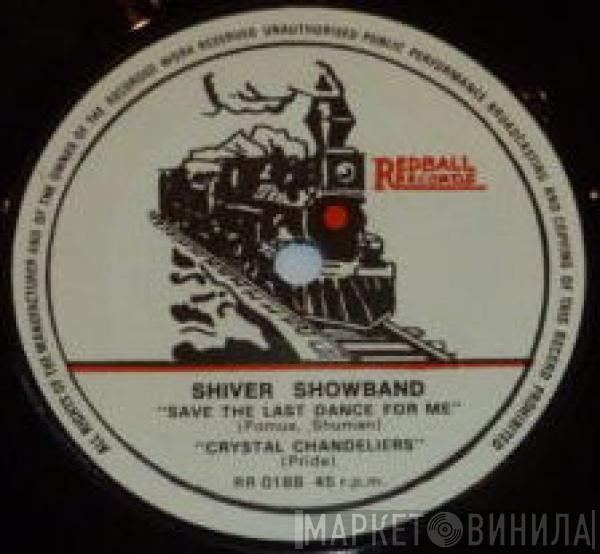 ALL RIGHTS OF THE MANUFACTURER AND OF THE OWNER OF THE RECORDED WORK RESERVED UNAUTHORISED PUBLIC PERFORMANCE BROADCASTING AND COPYING OF THIS RECORD PROHIBITED
REDBALL
RECORDS
SHIVER SHOWBAND
"SAVE THE LAST DANCE FOR ME"
(Pomus, Shuman)
"CRYSTAL CHANDELIERS"
(Pride)
RR 018B 45 r.p.m.
МАРКЕТ ВИНИЛА